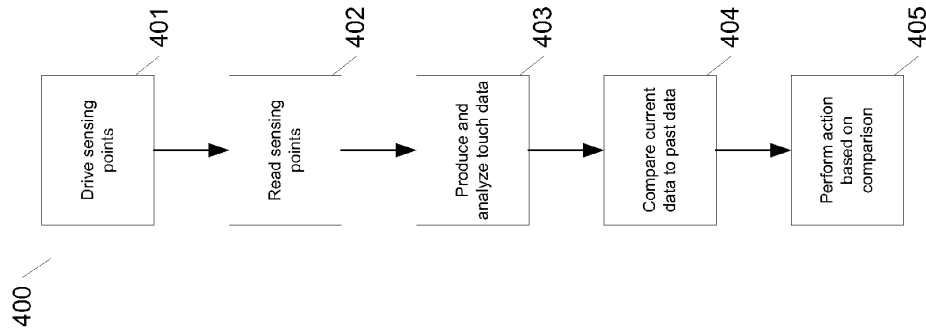 400
401
Drive sensing
points
402
Read sensing
points
403
Produce and
analyze touch data
404
Compare current
data to past data
405
Perform action
based on
comparison